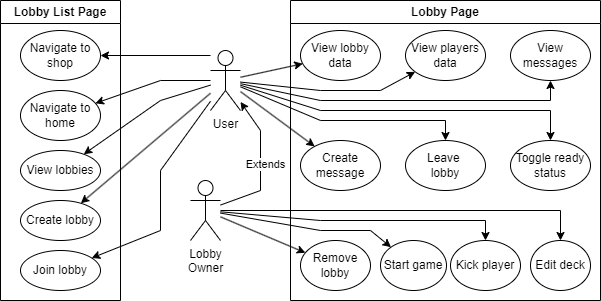 Lobby List Page
Navigate to
shop
Navigate to
home
View lobbies
Create lobby
Join lobby
User
Extends
Lobby
Owner
Lobby Page
View lobby
data
View players
data
View
messages
Create
message
Leave
lobby
Toggle ready
status
Remove
lobby
Start game
Kick player
Edit deck